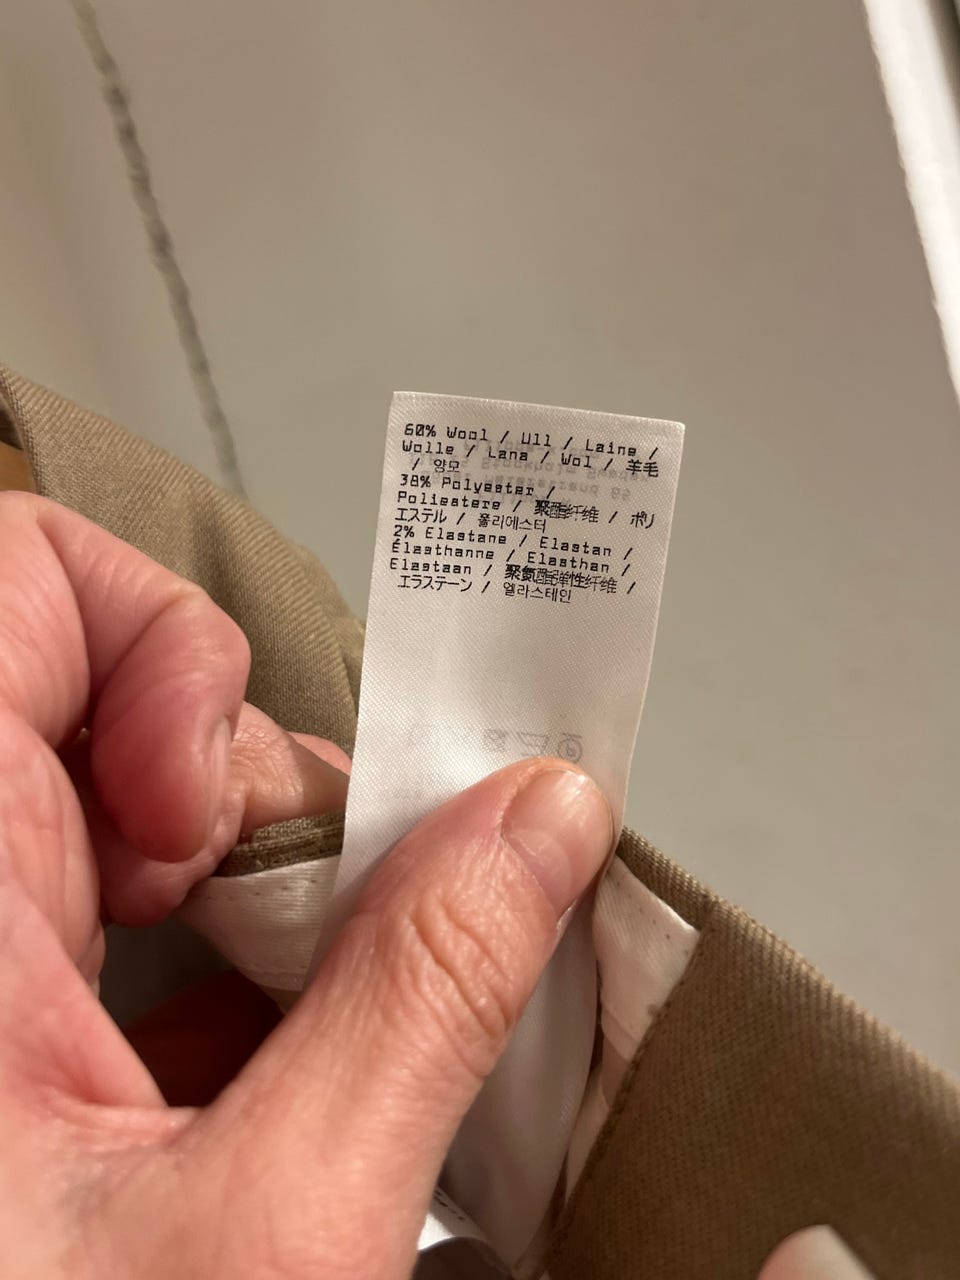 60% Wool / Ull / Laine /
Wolle / Lana / Wol / 羊毛
/ 양모
38% Polyester /
Poliestere / 聚酯纤维 / ポリ
エステル / 폴리에스터
2% Elastane / Elastan /
Élasthanne / Elasthan /
Elastaan / 聚氨酯弹性纤维 /
エラステーン / 엘라스테인